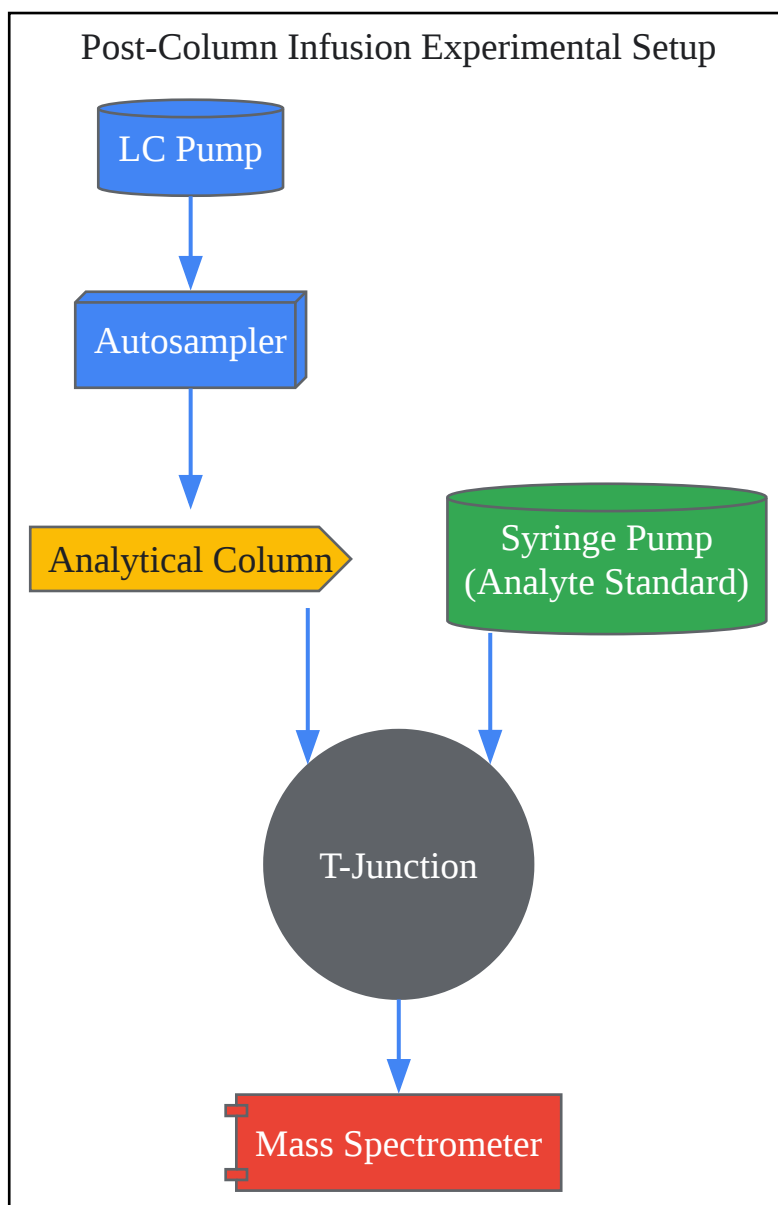 Post-Column Infusion Experimental Setup
LC Pump
Autosampler
Analytical Column
Syringe Pump
(Analyte Standard)
T-Junction
Mass Spectrometer